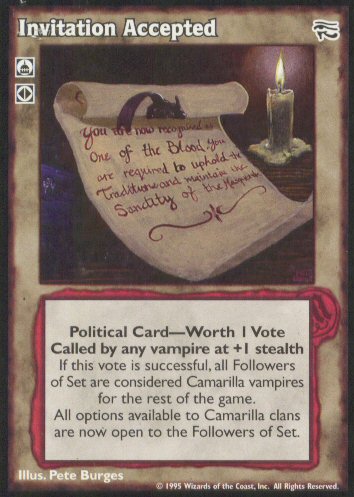 Invitation Accepted
You are now recognized as
One of the Blood. You
are required to uphold the
Traditions and maintain the
Sanctity of the Masquerade
Political Card—Worth 1 Vote
Called by any vampire at +1 stealth
If this vote is successful, all Followers
of Set are considered Camarilla vampires
for the rest of the game.
All options available to Camarilla clans
are now open to the Followers of Set.
Illus. Pete Burges
© 1995 Wizards of the Coast, Inc. All Rights Reserved.